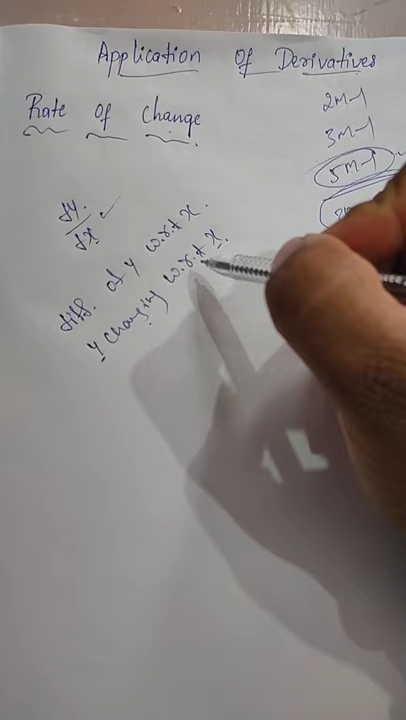 Application Of Derivatives
Rate Of Change
2M-1
3M-1
5M-1
dy/dx ✓
diff. of y w.r.t x.
y changing w.r.t x.